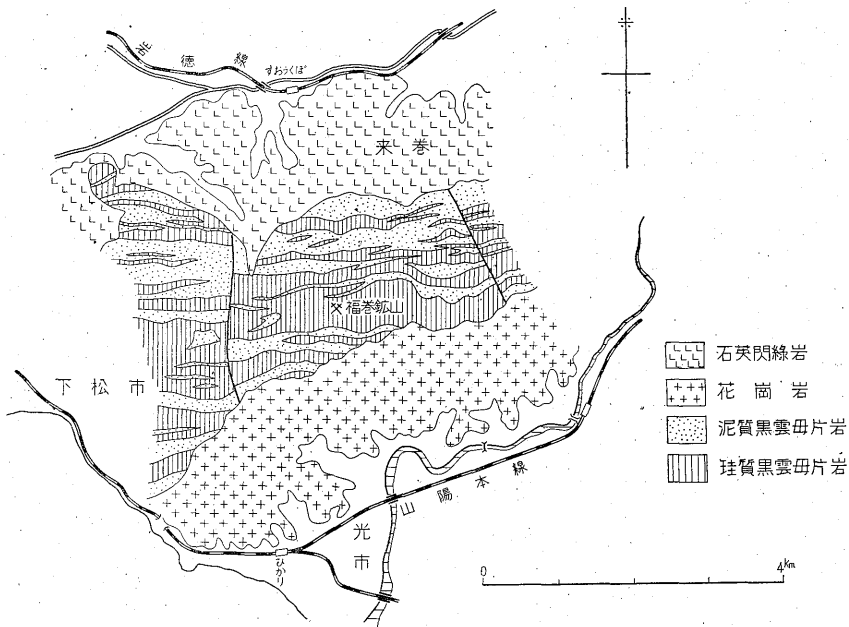 岩徳線
すおうくぼ
来巻
福巻鉱山
下松市
石英閃緑岩
花崗岩
泥質黒雲母片岩
珪質黒雲母片岩
山陽本線
光市
ひかり
0 4km